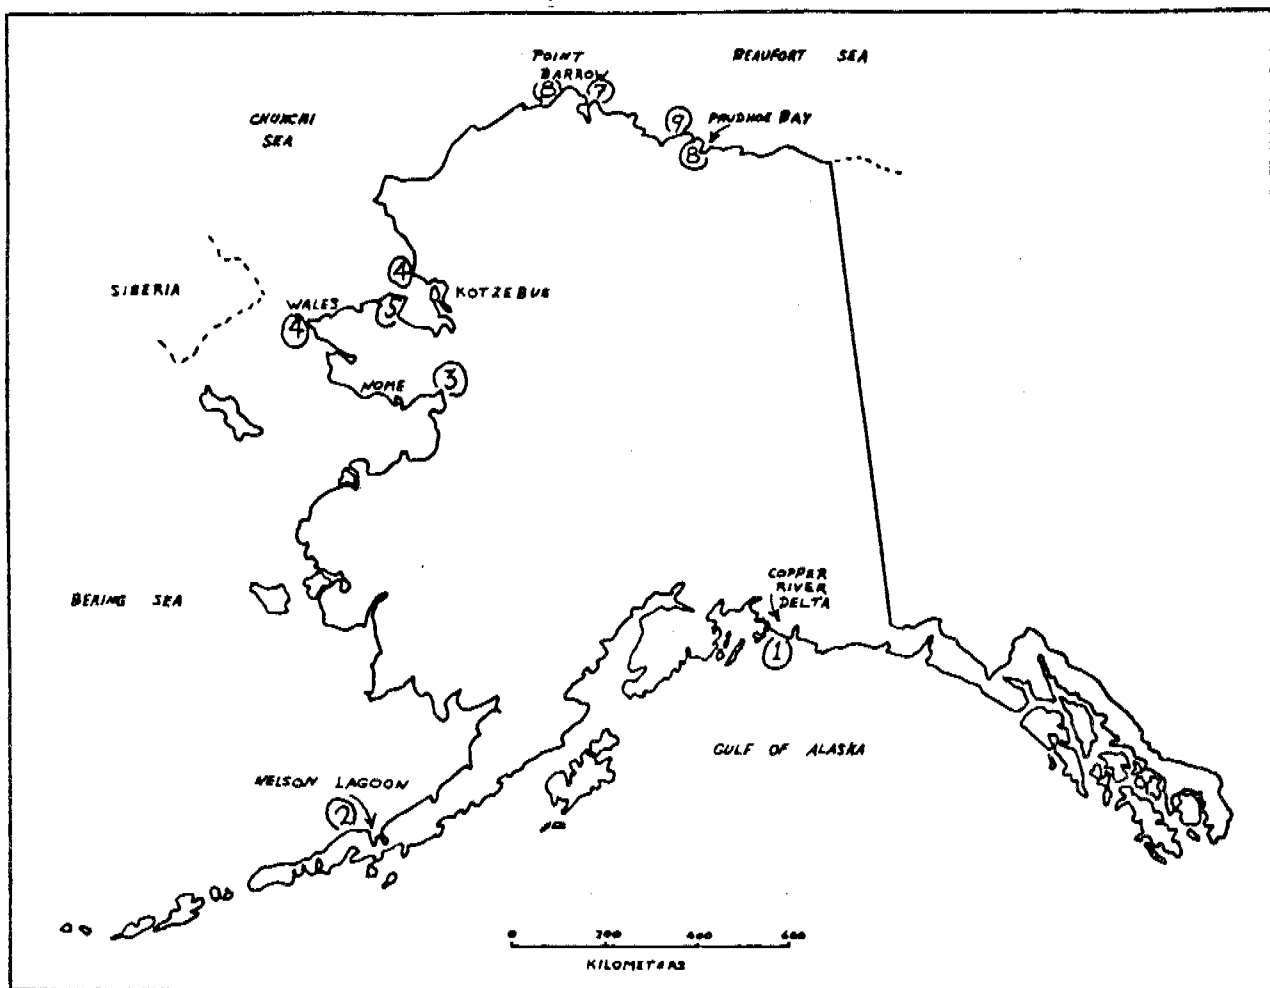 POINT
BARROW
BEAUFORT SEA
8
7
CHUKCHI
SEA
9
PRUDHOE BAY
8
4
KOTZEBUE
SIBERIA
WALES
5
4
NOME
3
COPPER
RIVER
DELTA
BERING SEA
1
GULF OF ALASKA
NELSON LAGOON
2
0 200 400 600
KILOMETERS